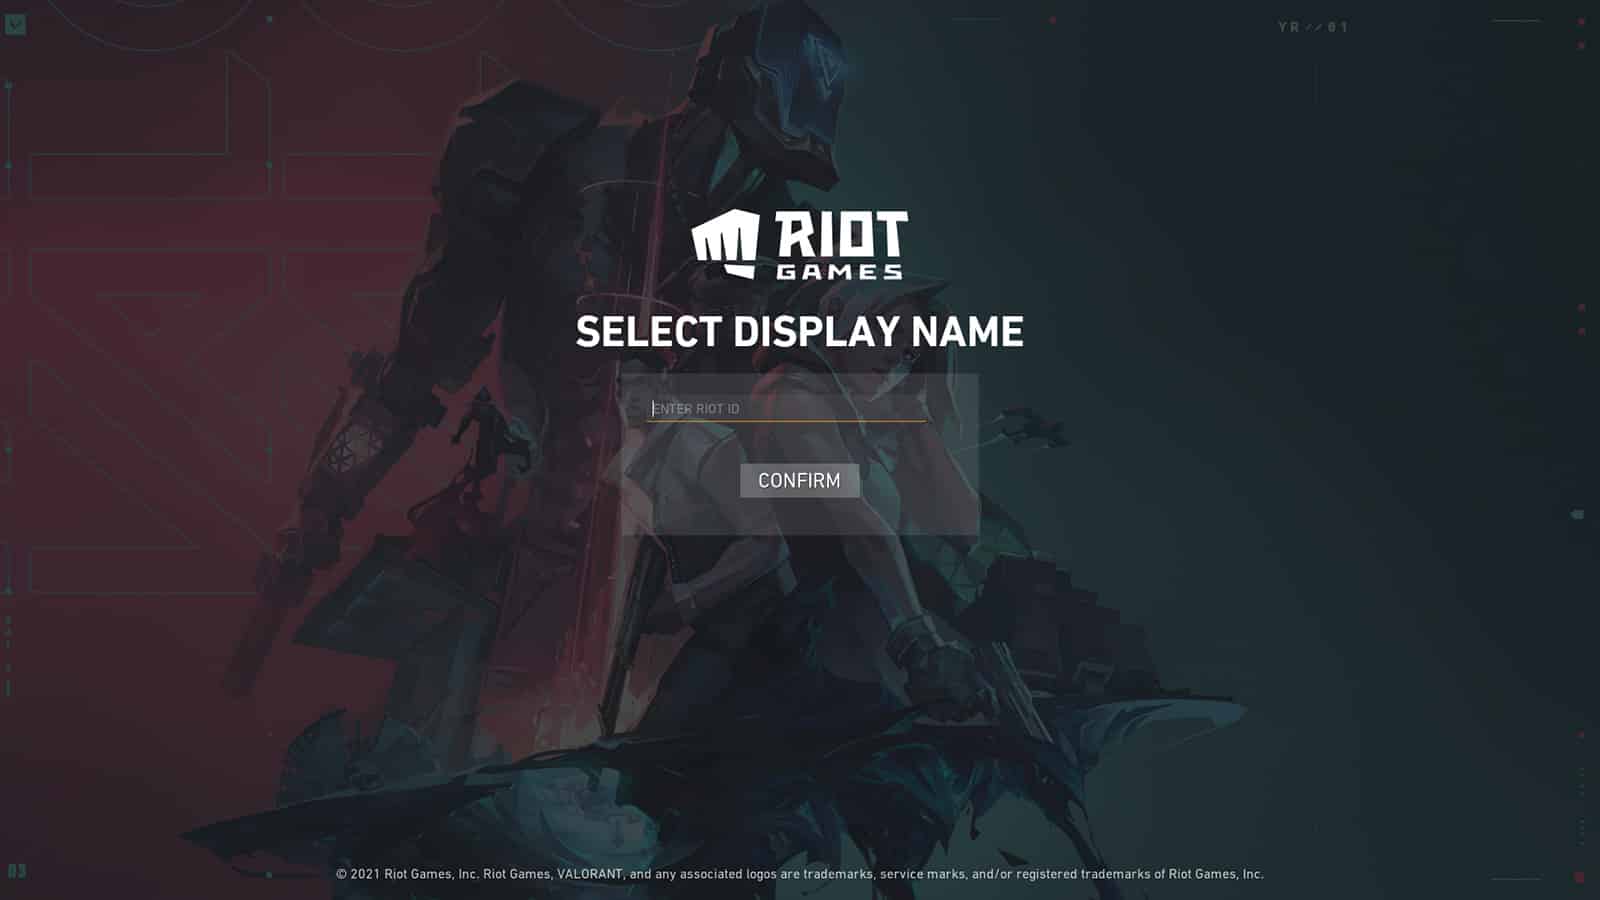 YR//01
RIOT
GAMES
SELECT DISPLAY NAME
ENTER RIOT ID
CONFIRM
03
© 2021 Riot Games, Inc. Riot Games, VALORANT, and any associated logos are trademarks, service marks, and/or registered trademarks of Riot Games, Inc.